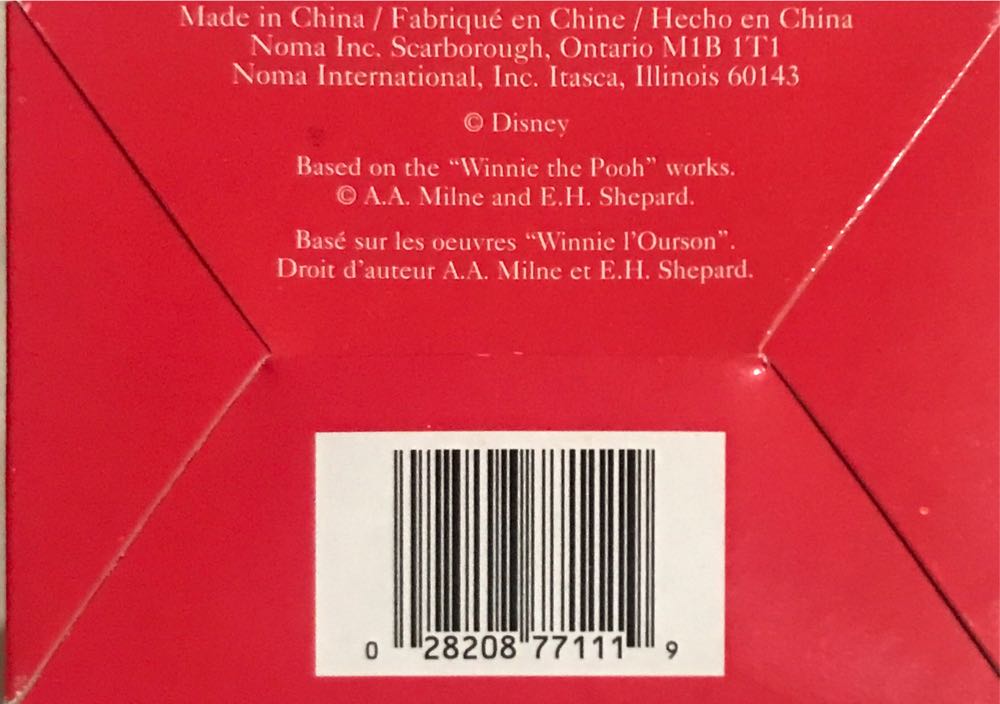 Made in China / Fabriqué en Chine / Hecho en China
Noma Inc. Scarborough, Ontario M1B 1T1
Noma International, Inc. Itasca, Illinois 60143
© Disney
Based on the “Winnie the Pooh” works.
© A.A. Milne and E.H. Shepard.
Basé sur les oeuvres “Winnie l’Ourson”.
Droit d’auteur A.A. Milne et E.H. Shepard.
0 28208 77111 9